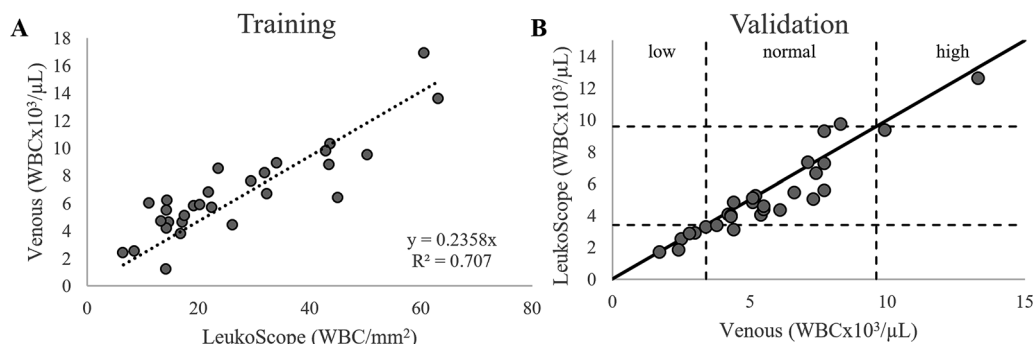 A
Training
18
16
14
12
10
8
6
4
2
0
0
20
40
60
80
Venous (WBCx10³/µL)
LeukoScope (WBC/mm²)
y = 0.2358x
R² = 0.707
B
Validation
low
normal
high
14
12
10
8
6
4
2
0
0
5
10
15
LeukoScope (WBCx10³/µL)
Venous (WBCx10³/µL)